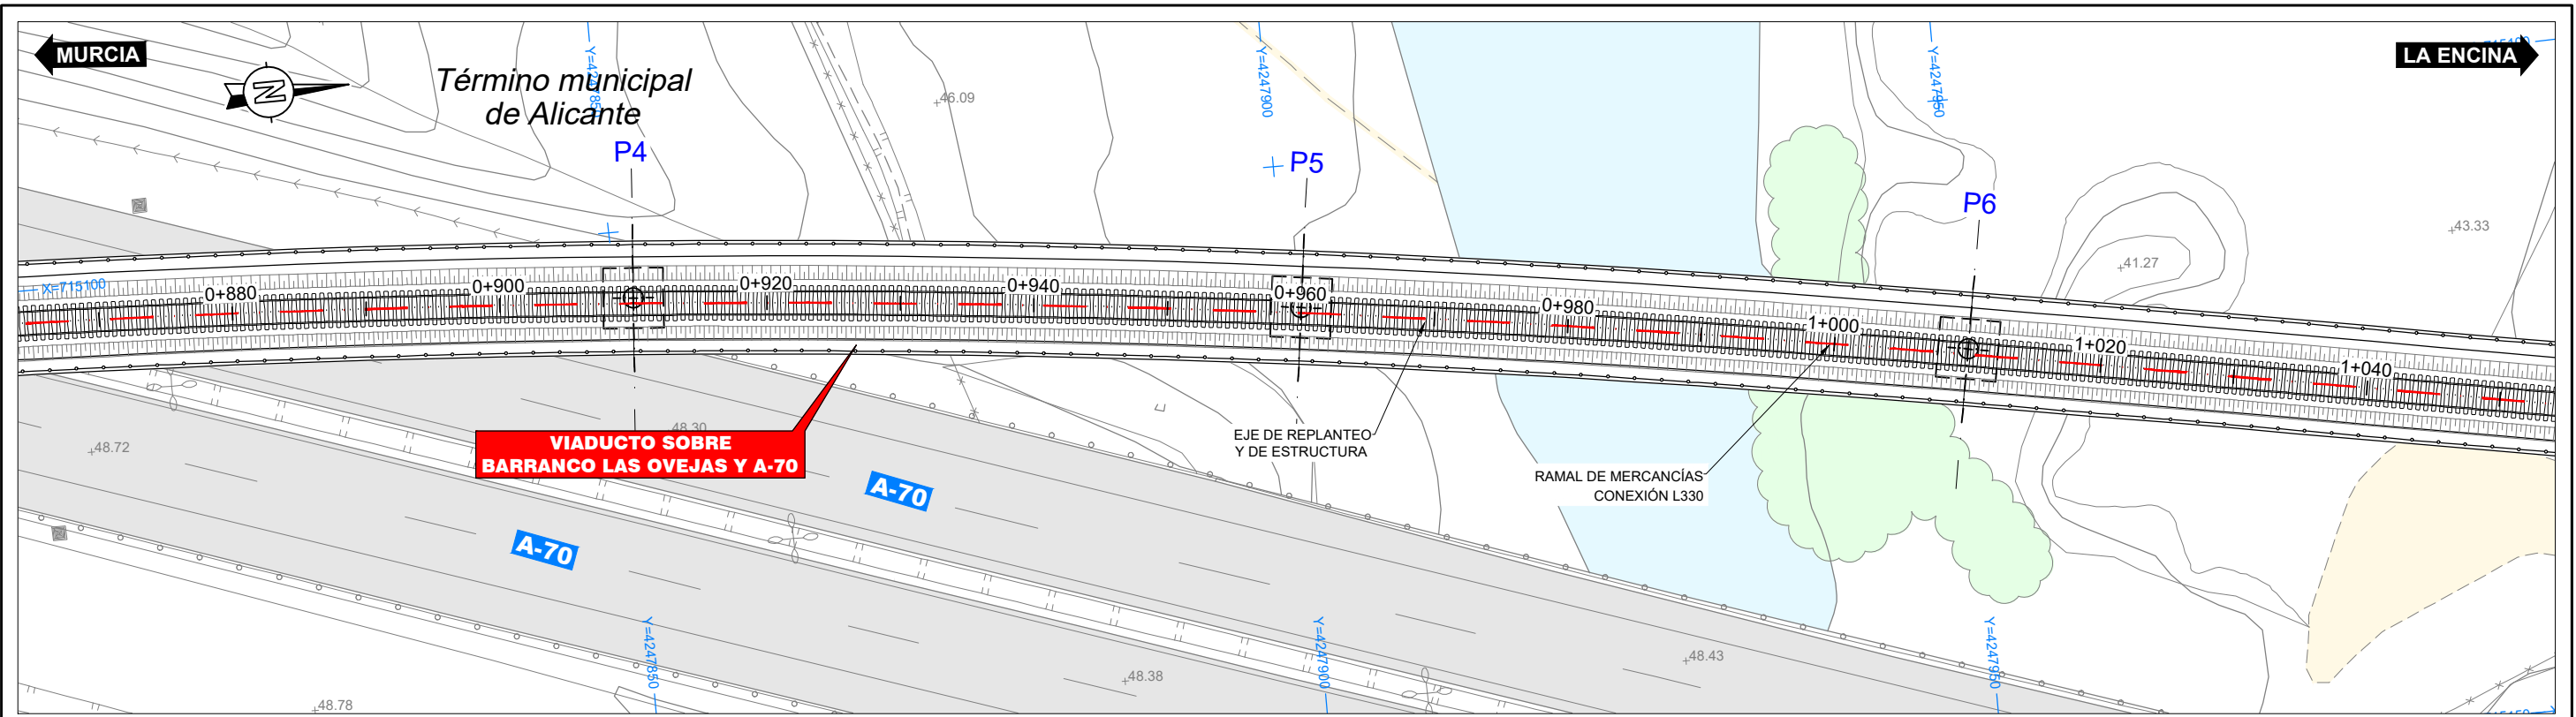 MURCIA
LA ENCINA
N
Término municipal
de Alicante
Y=4247850
Y=4247900
Y=4247950
46.09
P4
P5
P6
43.33
41.27
X=715100
0+880
0+900
0+920
0+940
0+960
0+980
1+000
1+020
1+040
48.30
48.72
VIADUCTO SOBRE
BARRANCO LAS OVEJAS Y A-70
EJE DE REPLANTEO
Y DE ESTRUCTURA
RAMAL DE MERCANCÍAS
CONEXIÓN L330
A-70
A-70
Y=4247850
Y=4247900
Y=4247950
48.43
48.38
48.78